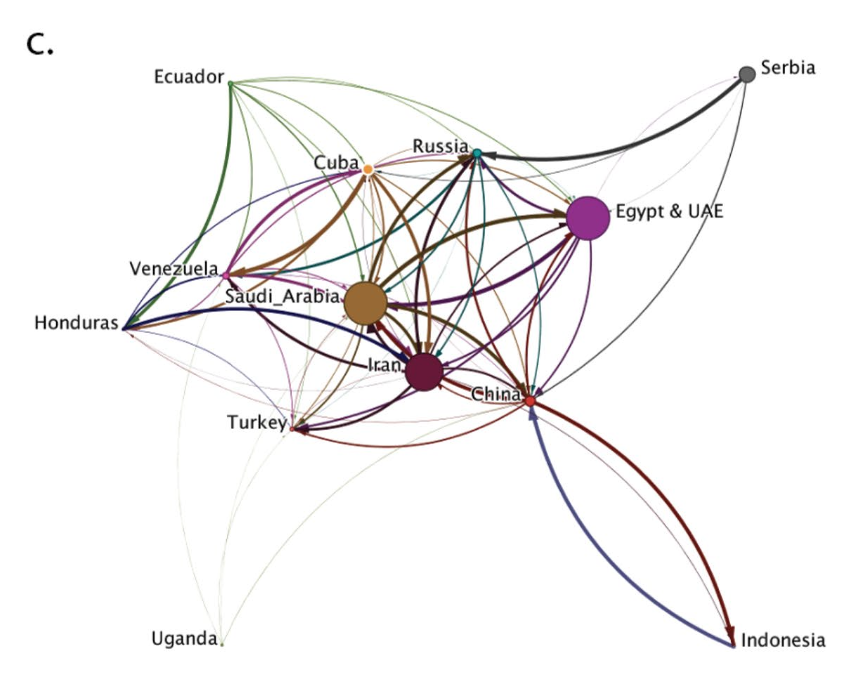 C.
Ecuador
Serbia
Russia
Cuba
Egypt & UAE
Venezuela
Saudi_Arabia
Honduras
Iran
China
Turkey
Uganda
Indonesia